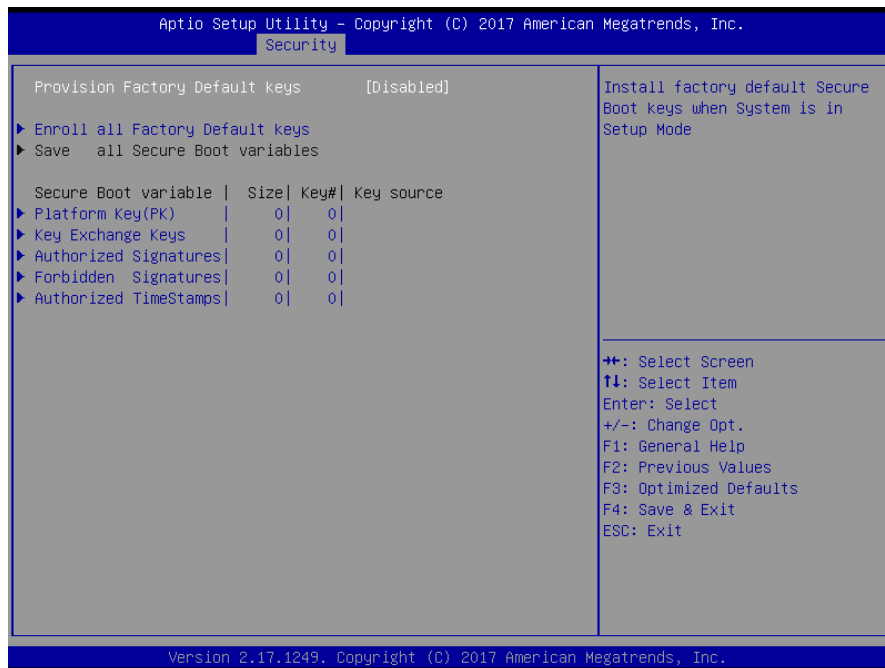 Aptio Setup Utility – Copyright (C) 2017 American Megatrends, Inc.
Security
Provision Factory Default keys [Disabled]
▶ Enroll all Factory Default keys
▶ Save all Secure Boot variables
Secure Boot variable | Size| Key#| Key source
▶ Platform Key(PK) | 0| 0|
▶ Key Exchange Keys | 0| 0|
▶ Authorized Signatures| 0| 0|
▶ Forbidden Signatures| 0| 0|
▶ Authorized TimeStamps| 0| 0|
Install factory default Secure
Boot keys when System is in
Setup Mode
→←: Select Screen
↑↓: Select Item
Enter: Select
+/-: Change Opt.
F1: General Help
F2: Previous Values
F3: Optimized Defaults
F4: Save & Exit
ESC: Exit
Version 2.17.1249. Copyright (C) 2017 American Megatrends, Inc.